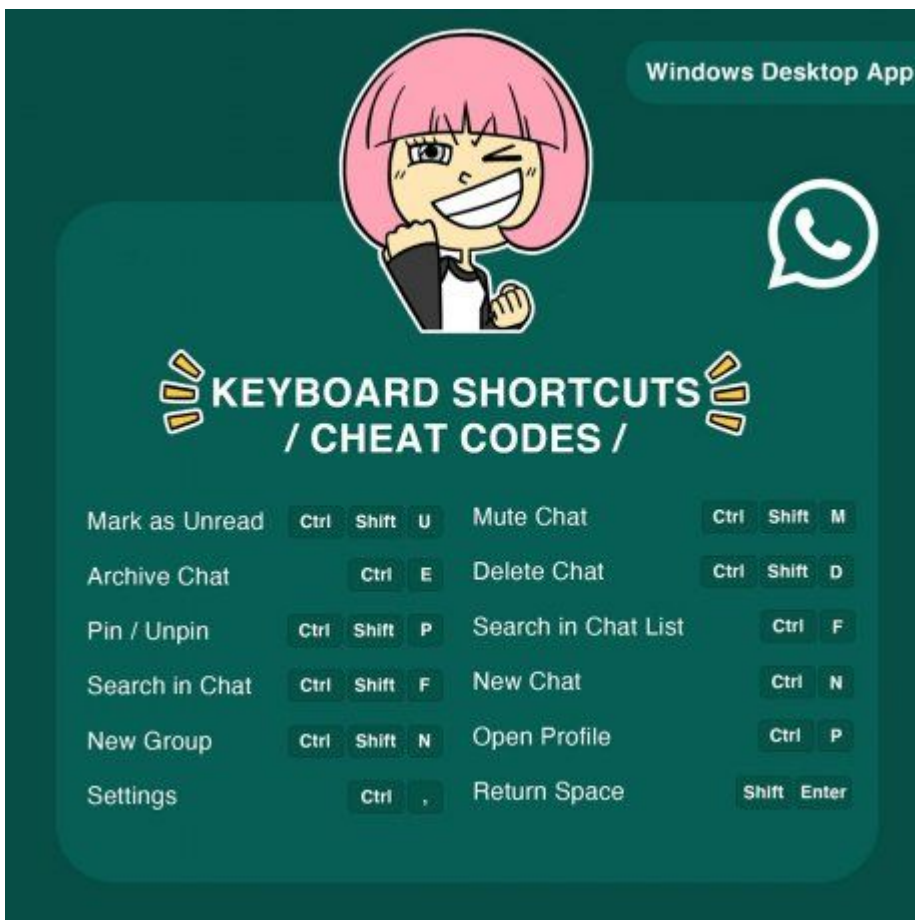 Windows Desktop App
KEYBOARD SHORTCUTS
/ CHEAT CODES /
Mark as Unread Ctrl Shift U
Archive Chat Ctrl E
Pin / Unpin Ctrl Shift P
Search in Chat Ctrl Shift F
New Group Ctrl Shift N
Settings Ctrl ,
Mute Chat Ctrl Shift M
Delete Chat Ctrl Shift D
Search in Chat List Ctrl F
New Chat Ctrl N
Open Profile Ctrl P
Return Space Shift Enter